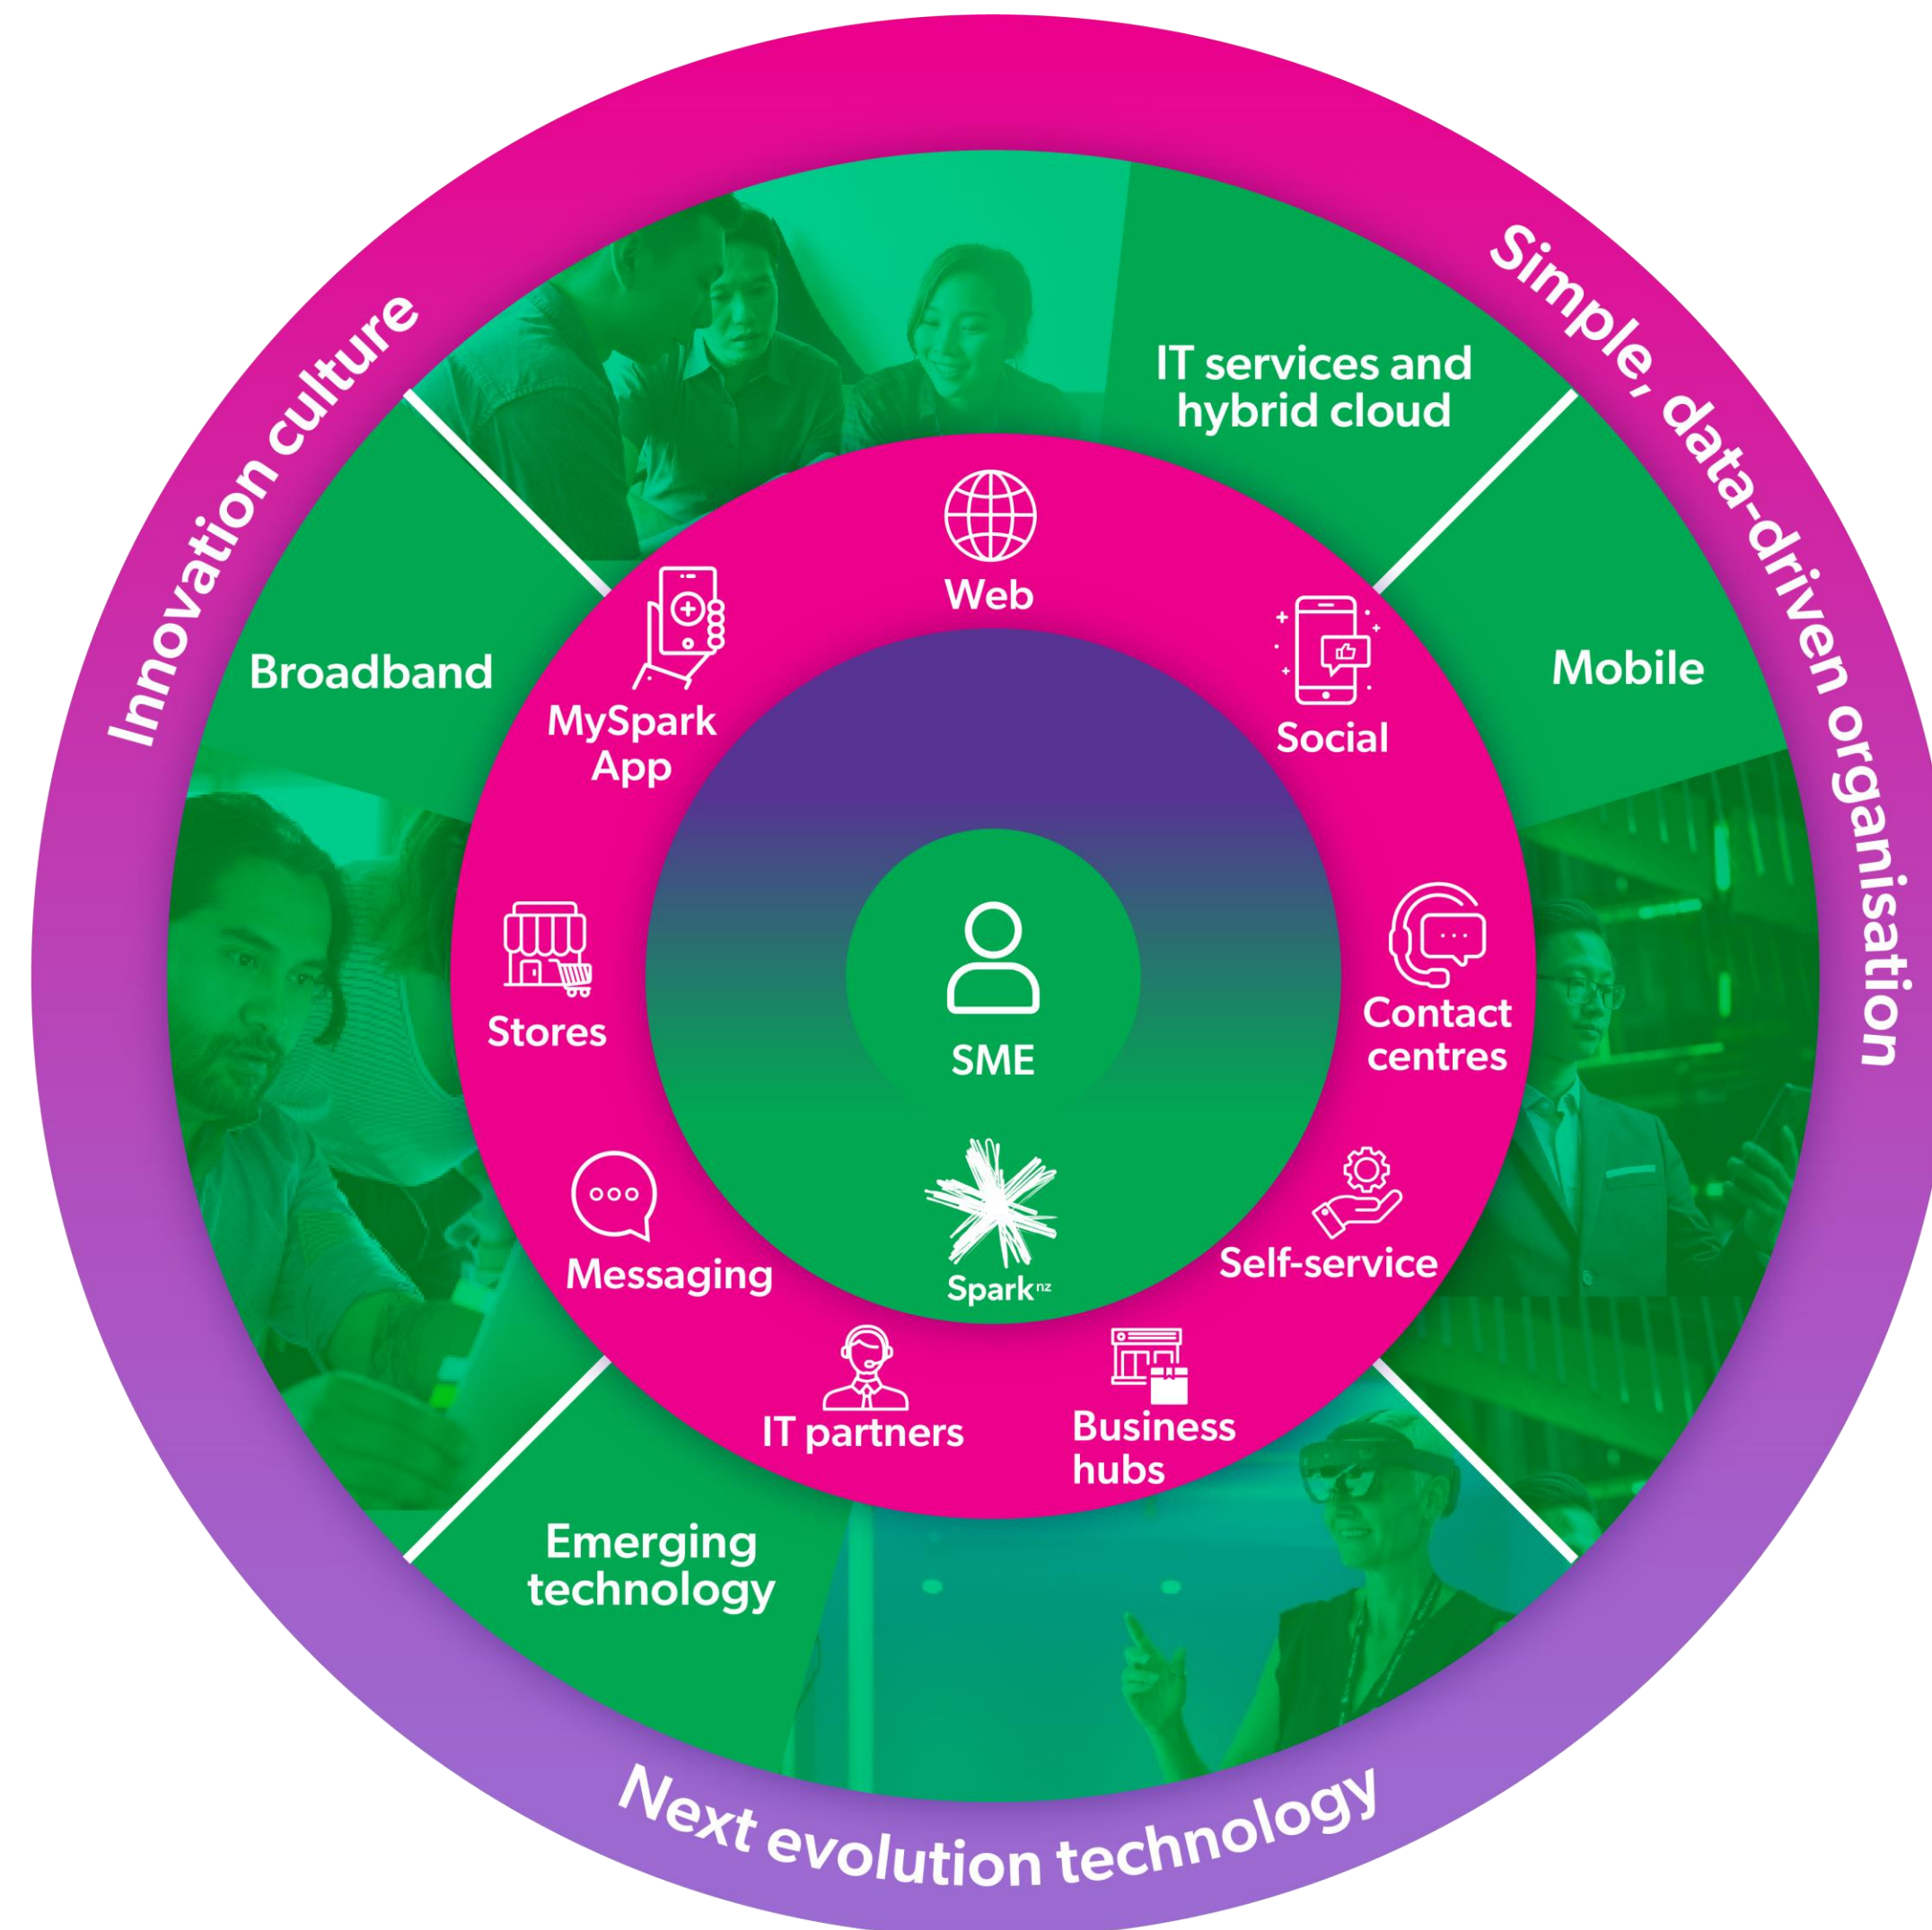 Innovation culture
Simple, data-driven organisation
IT services and
hybrid cloud
Broadband
Mobile
Web
MySpark
App
Social
Stores
Contact
centres
SME
Messaging
Self-service
Spark nz
IT partners
Business
hubs
Emerging
technology
Next evolution technology